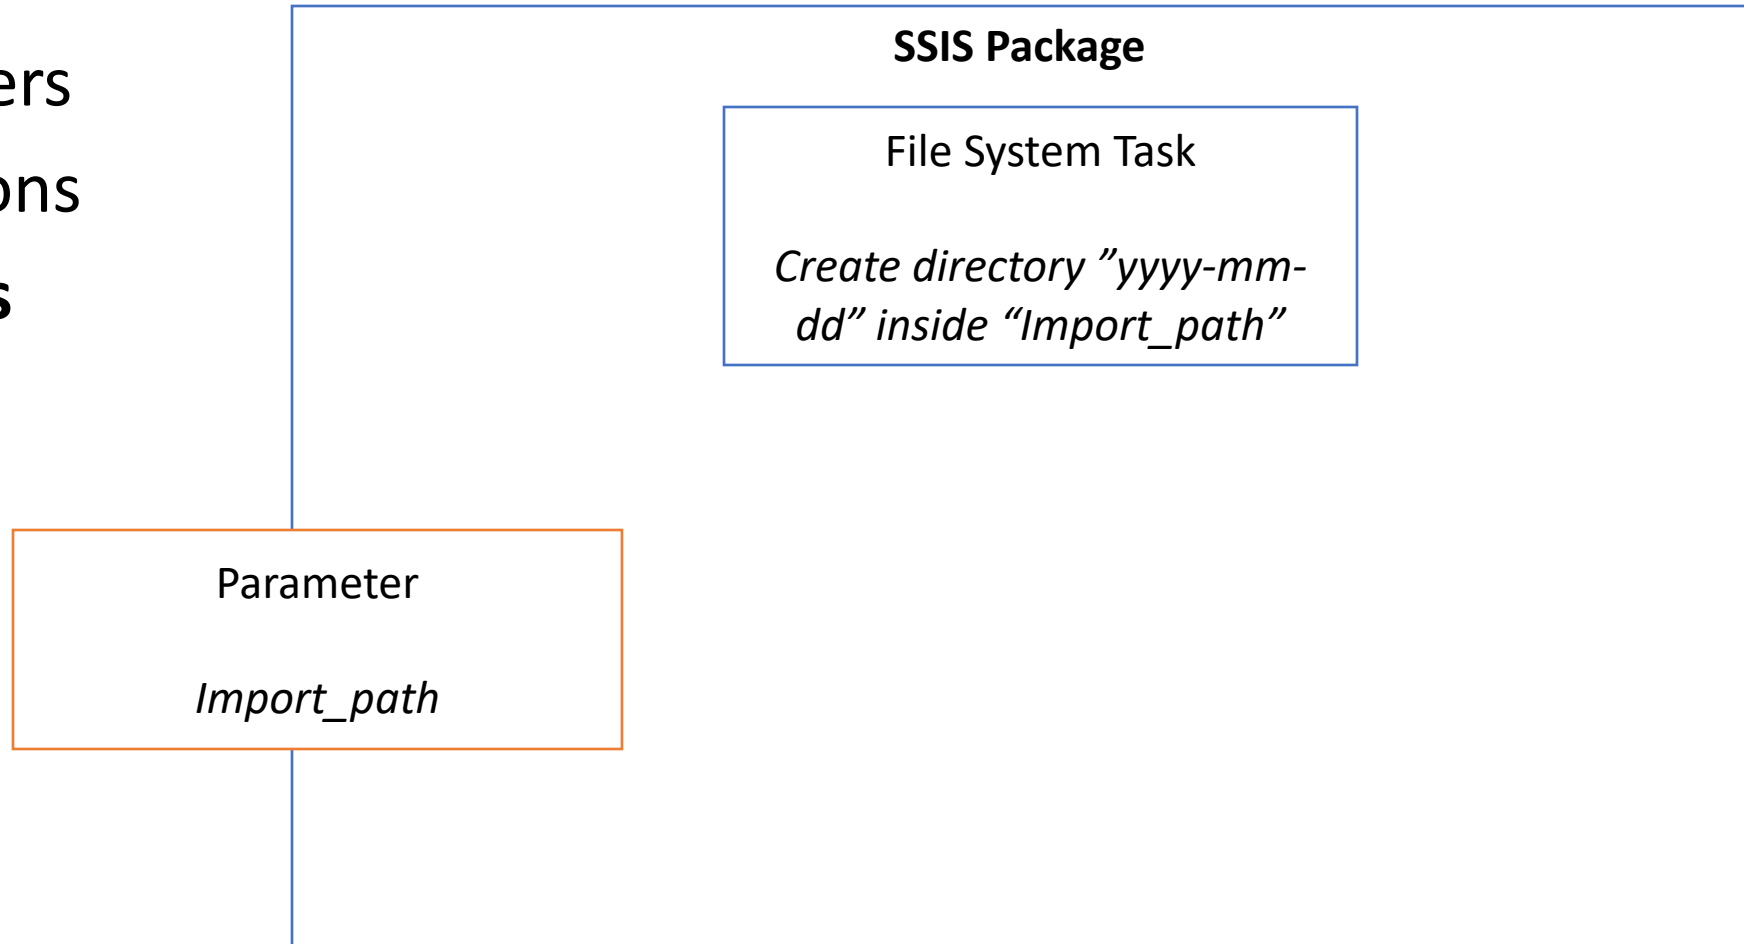 ers
ons
s
SSIS Package
File System Task
Create directory ”yyyy-mm-
dd” inside “Import_path”
Parameter
Import_path